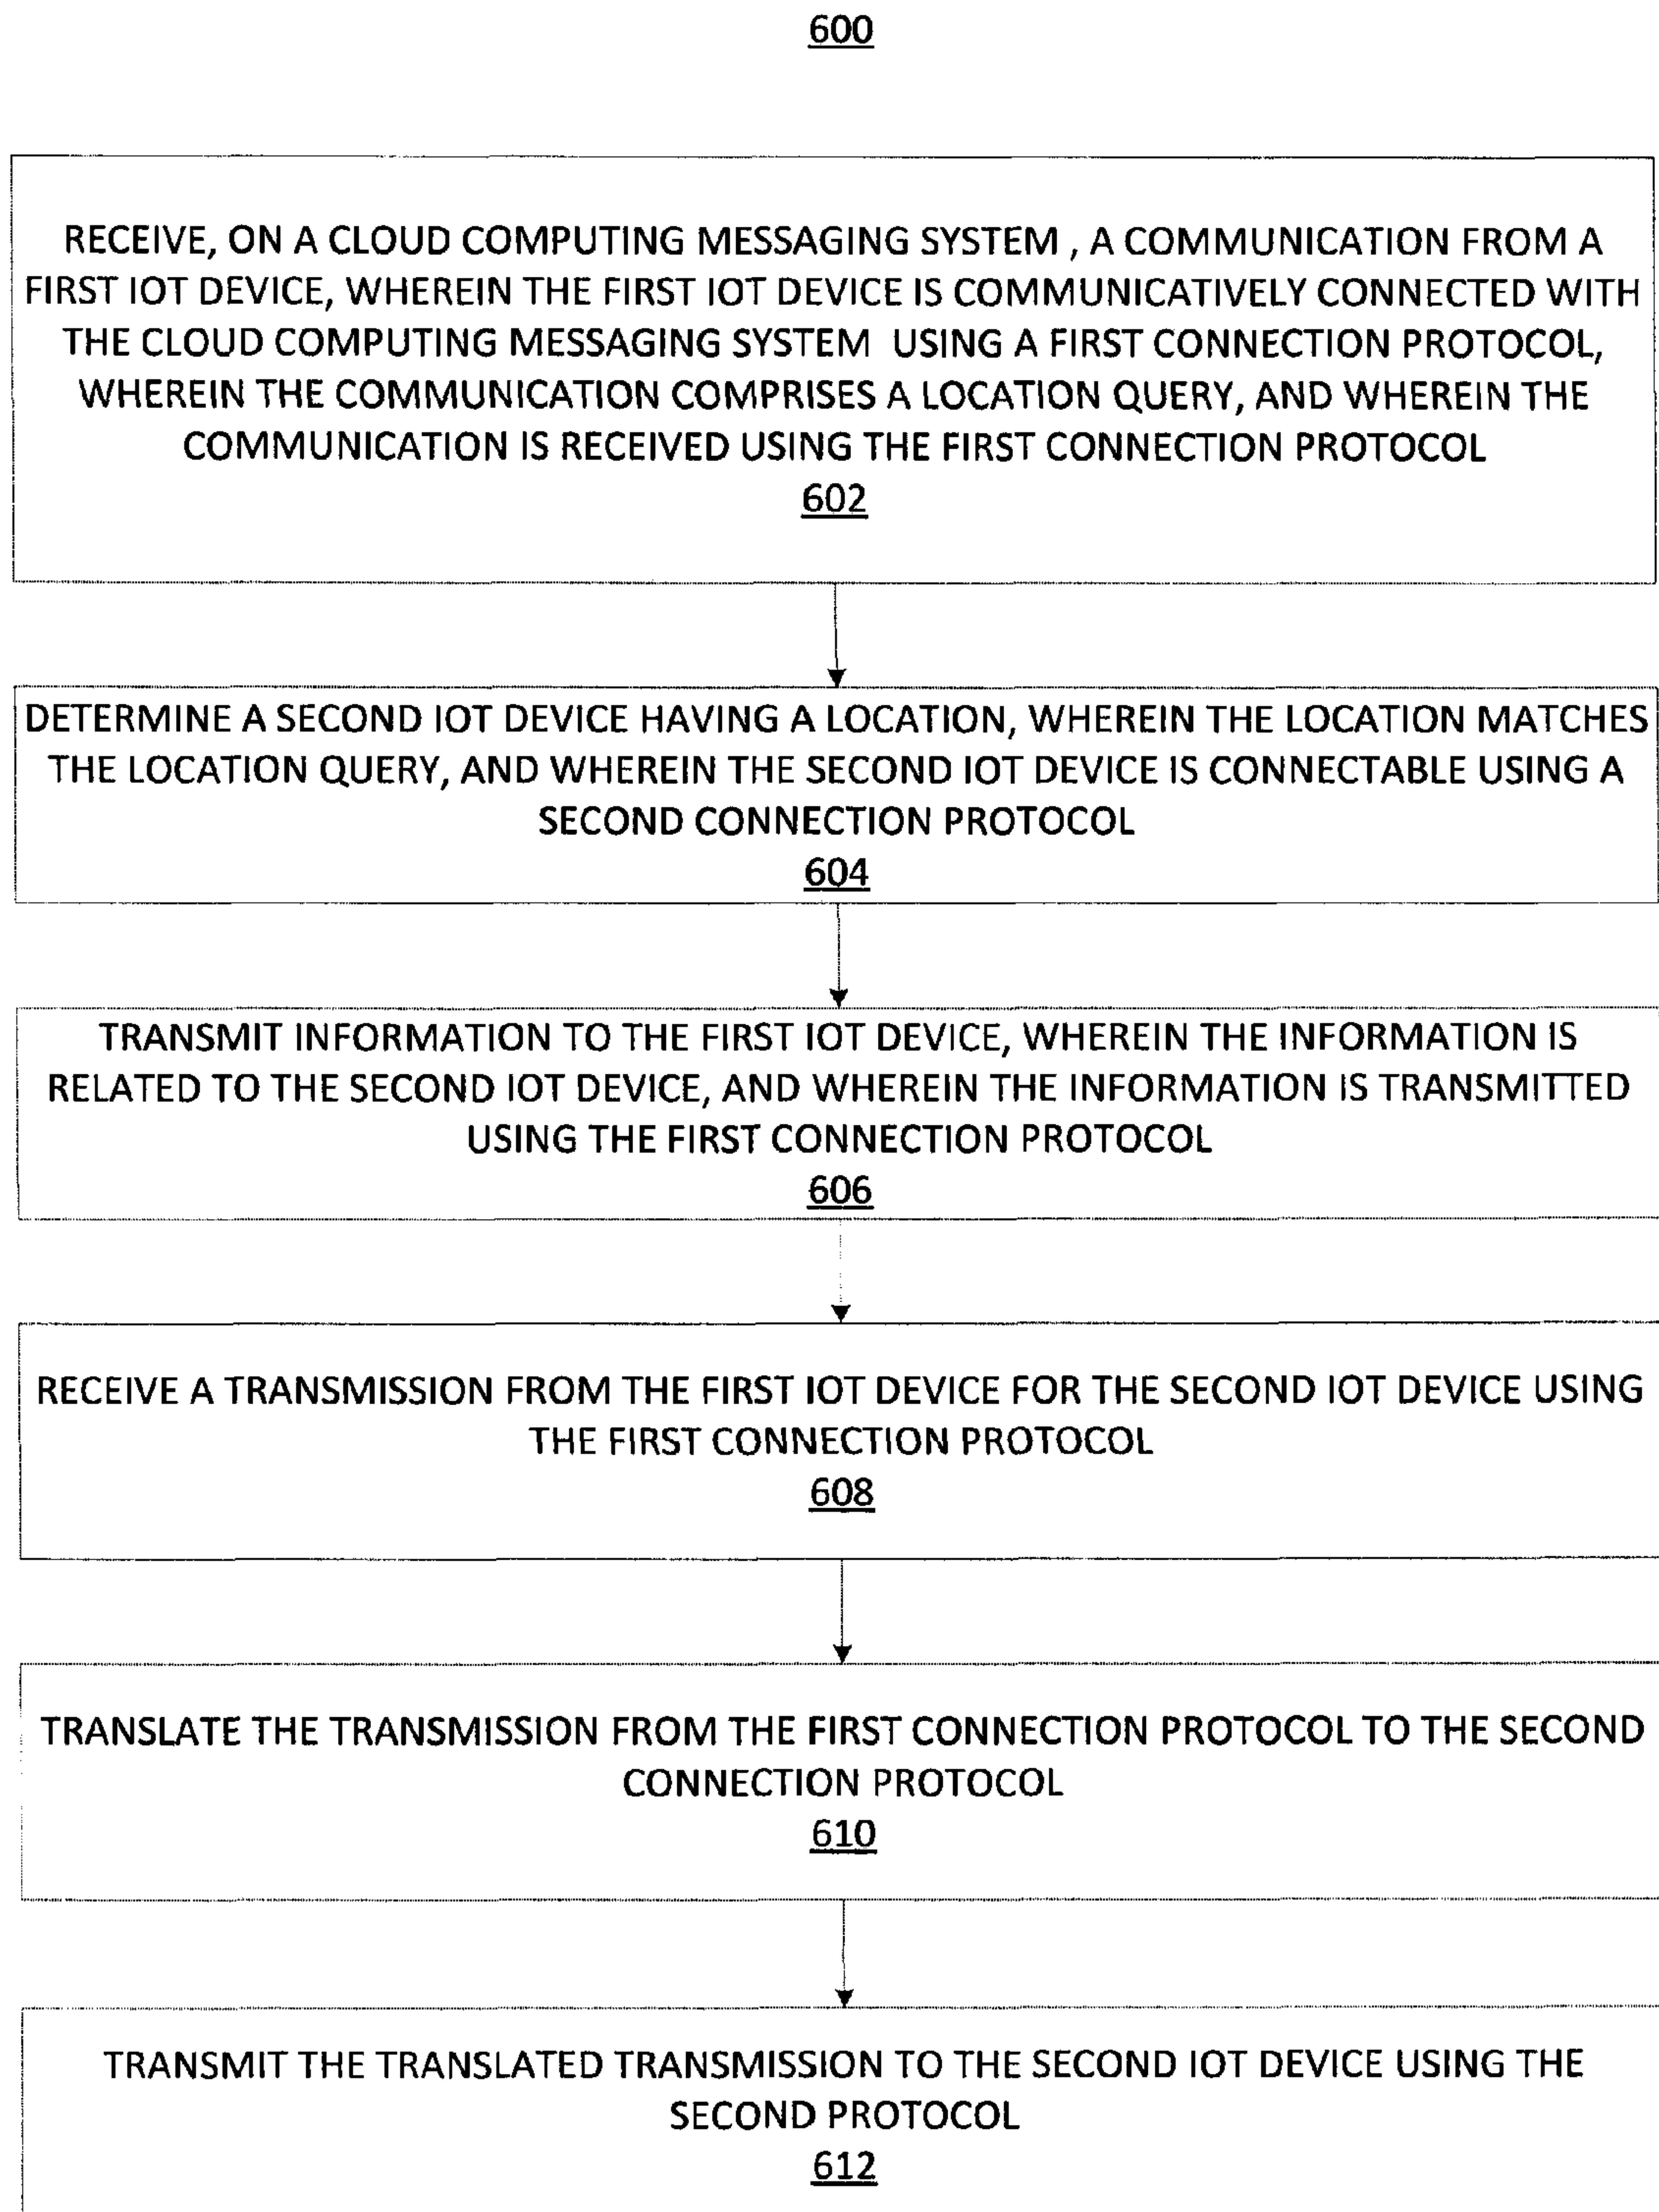 600
RECEIVE, ON A CLOUD COMPUTING MESSAGING SYSTEM , A COMMUNICATION FROM A
FIRST IOT DEVICE, WHEREIN THE FIRST IOT DEVICE IS COMMUNICATIVELY CONNECTED WITH
THE CLOUD COMPUTING MESSAGING SYSTEM USING A FIRST CONNECTION PROTOCOL,
WHEREIN THE COMMUNICATION COMPRISES A LOCATION QUERY, AND WHEREIN THE
COMMUNICATION IS RECEIVED USING THE FIRST CONNECTION PROTOCOL
602
DETERMINE A SECOND IOT DEVICE HAVING A LOCATION, WHEREIN THE LOCATION MATCHES
THE LOCATION QUERY, AND WHEREIN THE SECOND IOT DEVICE IS CONNECTABLE USING A
SECOND CONNECTION PROTOCOL
604
TRANSMIT INFORMATION TO THE FIRST IOT DEVICE, WHEREIN THE INFORMATION IS
RELATED TO THE SECOND IOT DEVICE, AND WHEREIN THE INFORMATION IS TRANSMITTED
USING THE FIRST CONNECTION PROTOCOL
606
RECEIVE A TRANSMISSION FROM THE FIRST IOT DEVICE FOR THE SECOND IOT DEVICE USING
THE FIRST CONNECTION PROTOCOL
608
TRANSLATE THE TRANSMISSION FROM THE FIRST CONNECTION PROTOCOL TO THE SECOND
CONNECTION PROTOCOL
610
TRANSMIT THE TRANSLATED TRANSMISSION TO THE SECOND IOT DEVICE USING THE
SECOND PROTOCOL
612